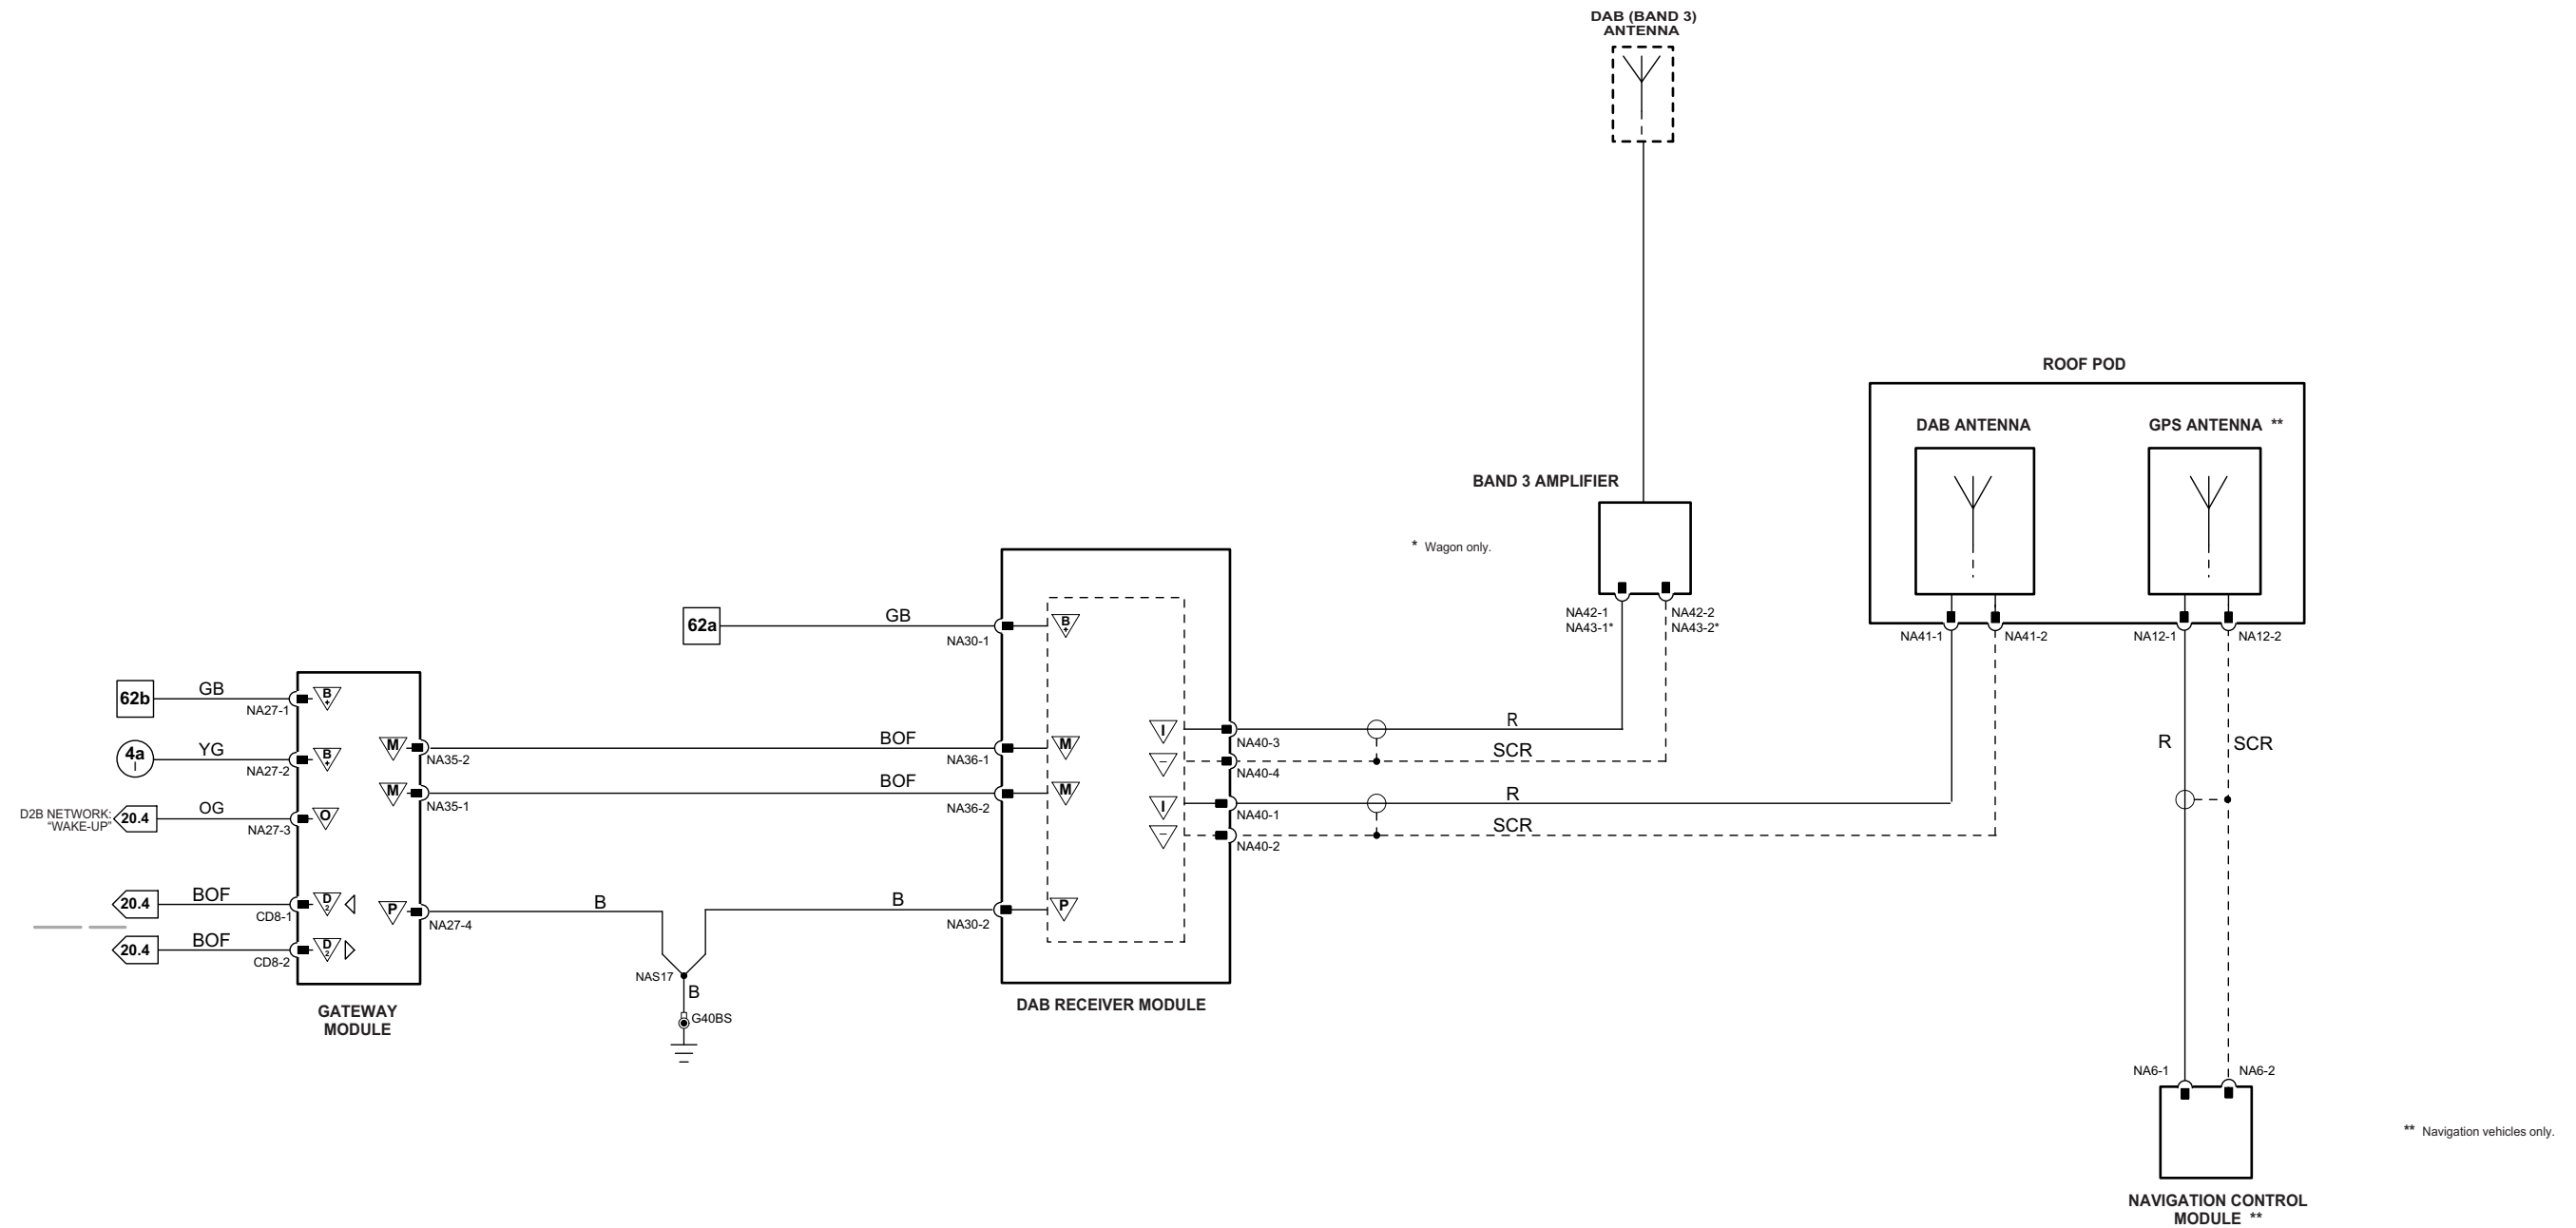 DAB (BAND 3)
ANTENNA
ROOF POD
DAB ANTENNA
GPS ANTENNA **
BAND 3 AMPLIFIER
* Wagon only.
NA42-1
NA43-1*
NA42-2
NA43-2*
NA41-1
NA41-2
NA12-1
NA12-2
62a
GB
NA30-1
B
+
62b
GB
NA27-1
B
+
4a
I
YG
NA27-2
B
+
D2B NETWORK:
"WAKE-UP"
20.4
OG
NA27-3
O
20.4
BOF
CD8-1
D
2
20.4
BOF
CD8-2
D
2
M
NA35-2
BOF
NA36-1
M
M
NA35-1
BOF
NA36-2
M
P
NA27-4
B
B
NA30-2
P
NAS17
B
G40BS
I
NA40-3
R
–
NA40-4
SCR
I
NA40-1
R
–
NA40-2
SCR
R
SCR
GATEWAY
MODULE
DAB RECEIVER MODULE
NA6-1
NA6-2
** Navigation vehicles only.
NAVIGATION CONTROL
MODULE **